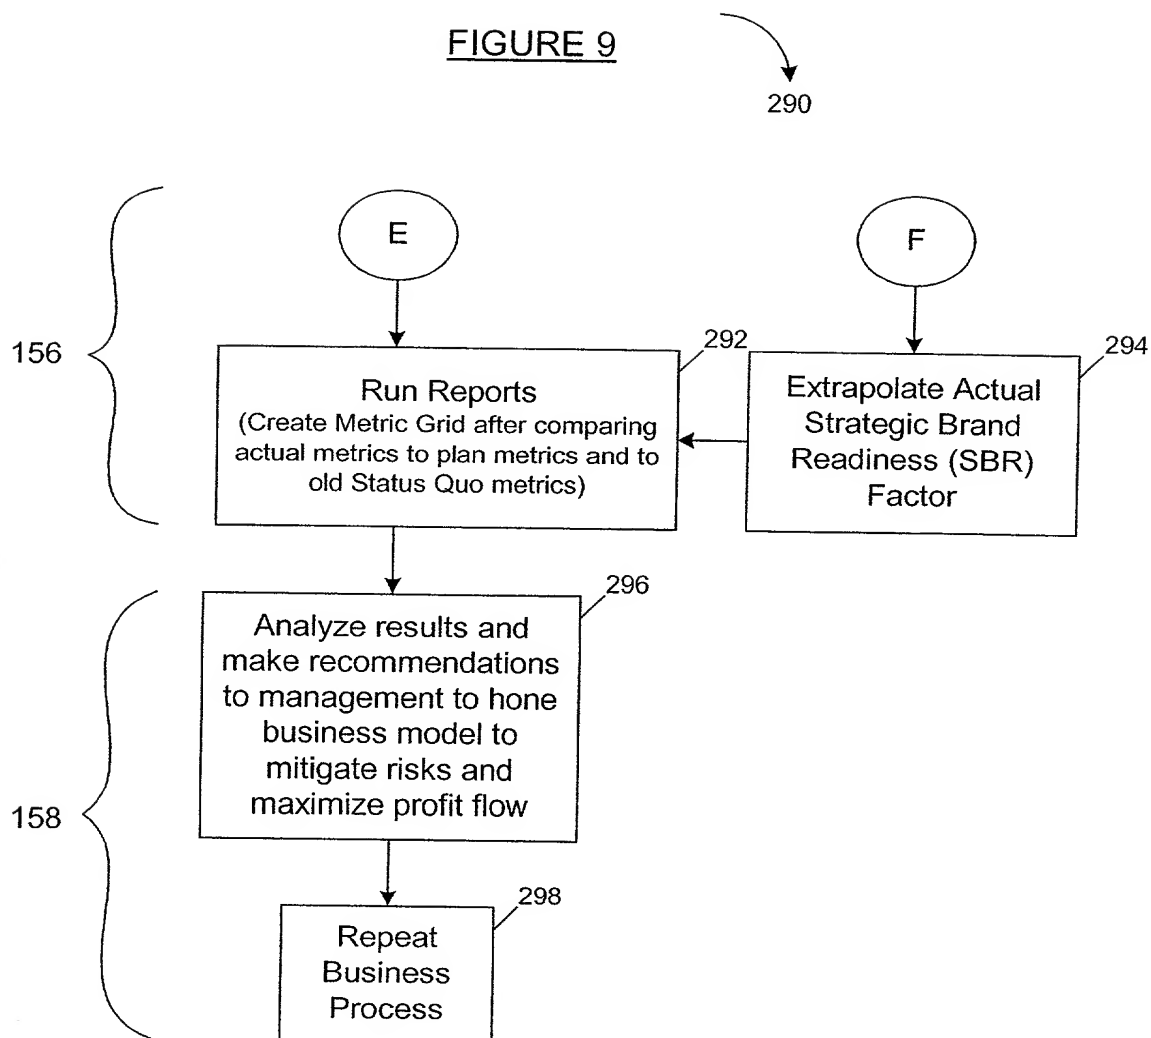 FIGURE 9
290
E
F
156
292
294
Run Reports
(Create Metric Grid after comparing
actual metrics to plan metrics and to
old Status Quo metrics)
Extrapolate Actual
Strategic Brand
Readiness (SBR)
Factor
296
Analyze results and
make recommendations
to management to hone
business model to
mitigate risks and
maximize profit flow
158
298
Repeat
Business
Process